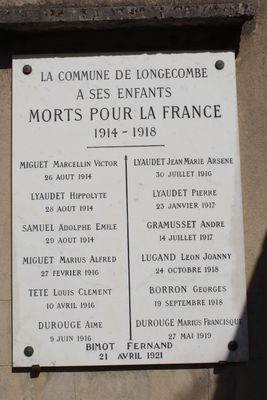 LA COMMUNE DE LONGECOMBE
A SES ENFANTS
MORTS POUR LA FRANCE
1914 - 1918
MIGUET MARCELLIN VICTOR
26 AOUT 1914
LYAUDET HIPPOLYTE
28 AOUT 1914
SAMUEL ADOLPHE EMILE
29 AOUT 1914
MIGUET MARIUS ALFRED
27 FEVRIER 1916
TETE LOUIS CLEMENT
10 AVRIL 1916
DUROUGE AIME
9 JUIN 1916
LYAUDET JEAN MARIE ARSENE
30 JUILLET 1916
LYAUDET PIERRE
23 JANVIER 1917
GRAMUSSET ANDRE
14 JUILLET 1917
LUGAND LEON JOANNY
24 OCTOBRE 1918
BORRON GEORGES
19 SEPTEMBRE 1918
DUROUGE MARIUS FRANCISQUE
27 MAI 1919
BIMOT FERNAND
21 AVRIL 1921